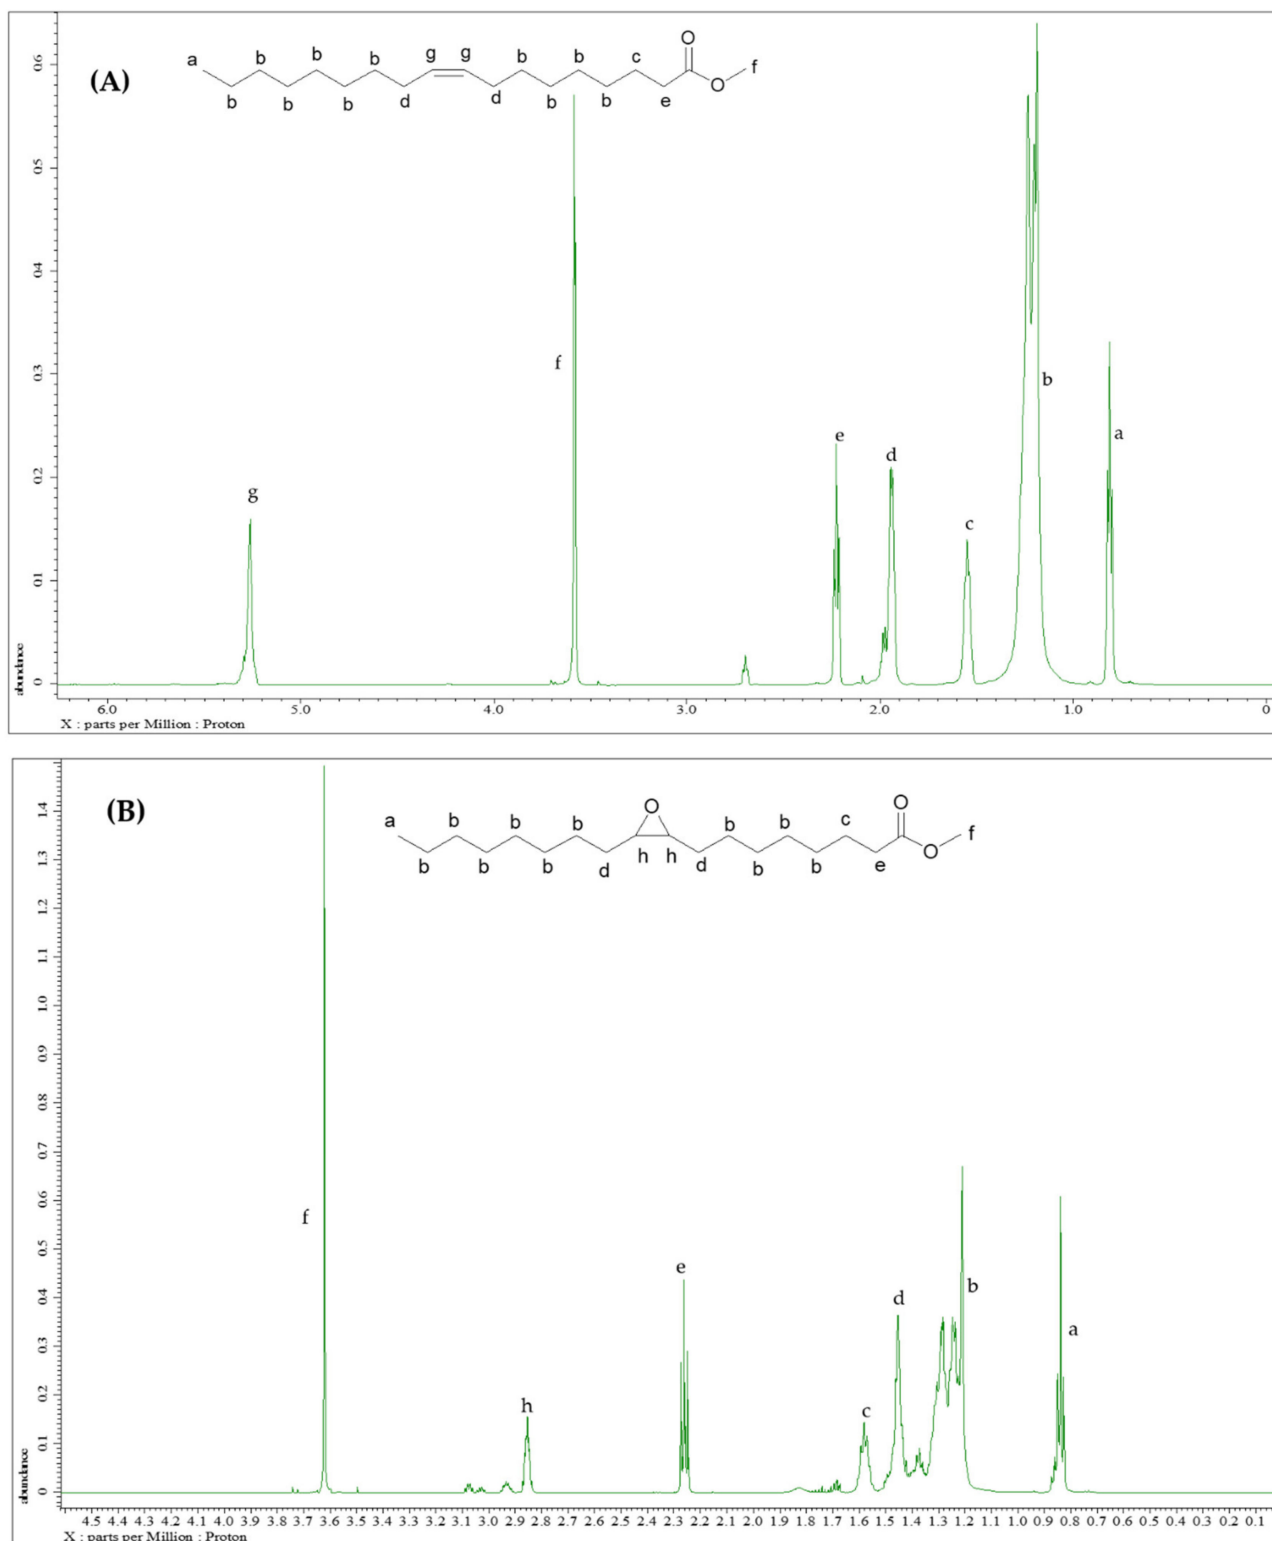 (A)
a b b b b b b b d g g d b b b b b c e O O f
0.6
0.5
0.4
0.3
0.2
0.1
0
abundance
g
f
e
d
c
b
a
6.0 5.0 4.0 3.0 2.0 1.0 0
X : parts per Million : Proton
(B)
a b b b b b b d O h h d b b b b c e O O f
1.4
1.3
1.2
1.1
1.0
0.9
0.8
0.7
0.6
0.5
0.4
0.3
0.2
0.1
0
abundance
f
h
e
c
d
b
a
4.5 4.4 4.3 4.2 4.1 4.0 3.9 3.8 3.7 3.6 3.5 3.4 3.3 3.2 3.1 3.0 2.9 2.8 2.7 2.6 2.5 2.4 2.3 2.2 2.1 2.0 1.9 1.8 1.7 1.6 1.5 1.4 1.3 1.2 1.1 1.0 0.9 0.8 0.7 0.6 0.5 0.4 0.3 0.2 0.1
X : parts per Million : Proton